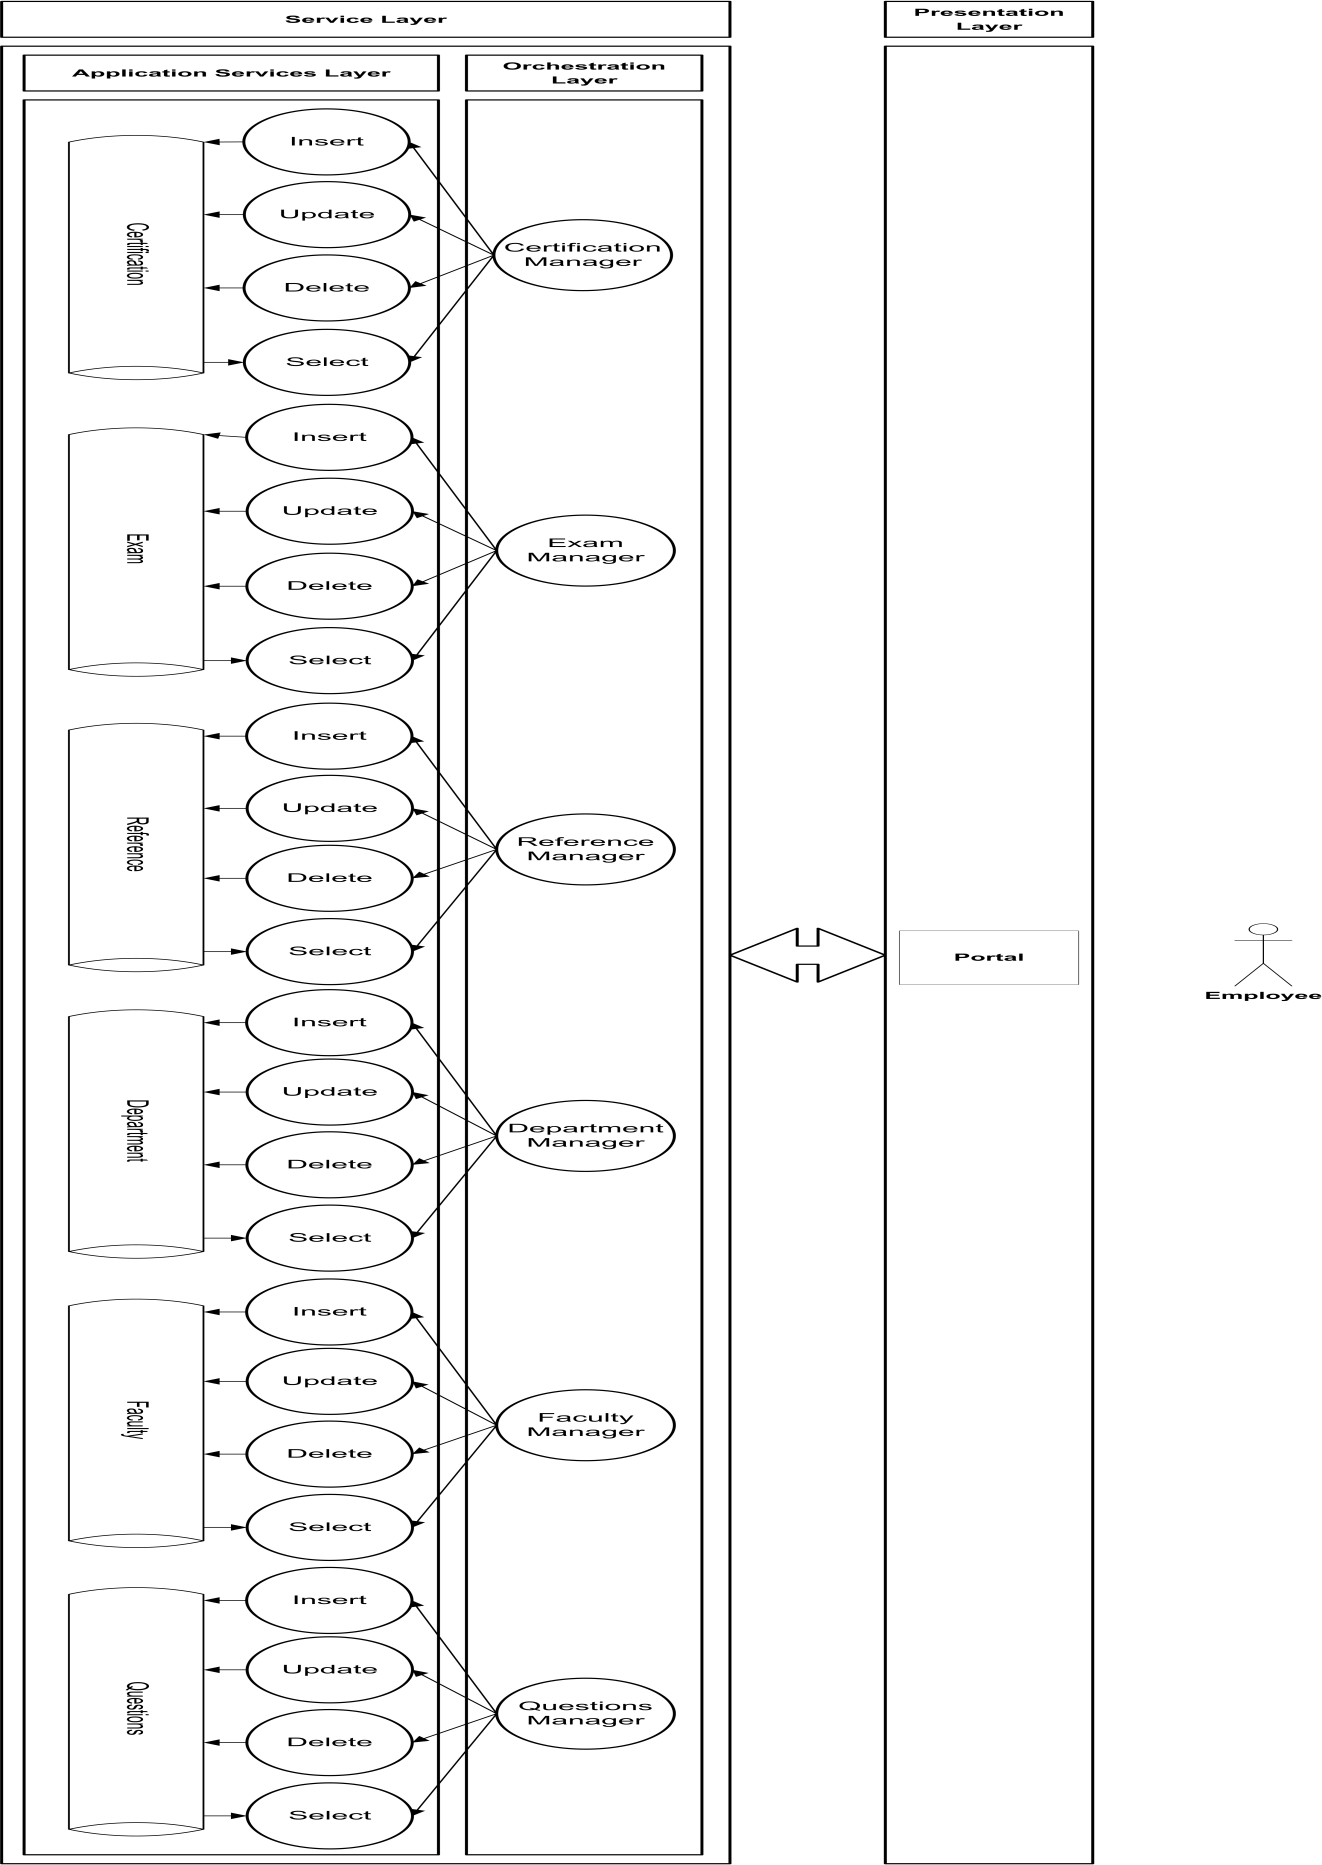 Service Layer
Presentation
Layer
Application Services Layer
Orchestration
Layer
Certification
Insert
Update
Delete
Select
Certification
Manager
Exam
Insert
Update
Delete
Select
Exam
Manager
Reference
Insert
Update
Delete
Select
Reference
Manager
Department
Insert
Update
Delete
Select
Department
Manager
Faculty
Insert
Update
Delete
Select
Faculty
Manager
Questions
Insert
Update
Delete
Select
Questions
Manager
Portal
Employee